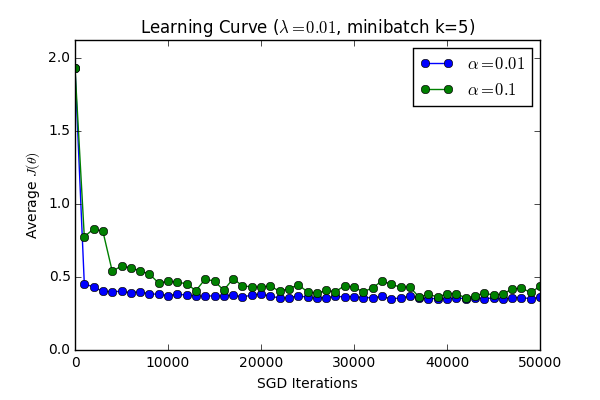 Learning Curve (λ=0.01, minibatch k=5)
α=0.01
α=0.1
Average J(θ)
2.0
1.5
1.0
0.5
0.0
0 10000 20000 30000 40000 50000
SGD Iterations